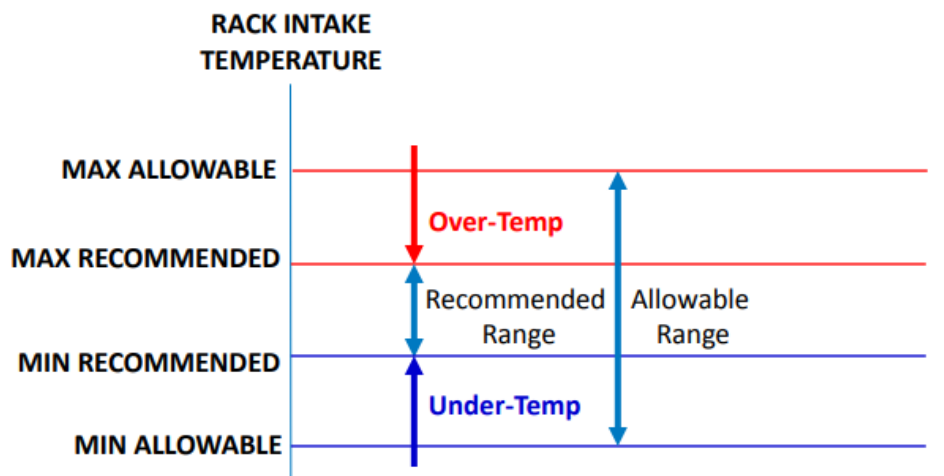 RACK INTAKE
TEMPERATURE
MAX ALLOWABLE
Over-Temp
MAX RECOMMENDED
Recommended
Range
Allowable
Range
MIN RECOMMENDED
Under-Temp
MIN ALLOWABLE